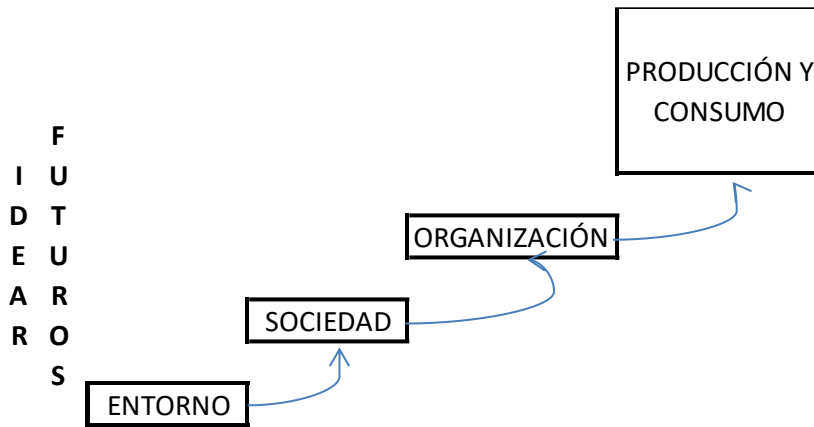 IDEAR
FUTUROS
PRODUCCIÓN Y
CONSUMO
ORGANIZACIÓN
SOCIEDAD
ENTORNO